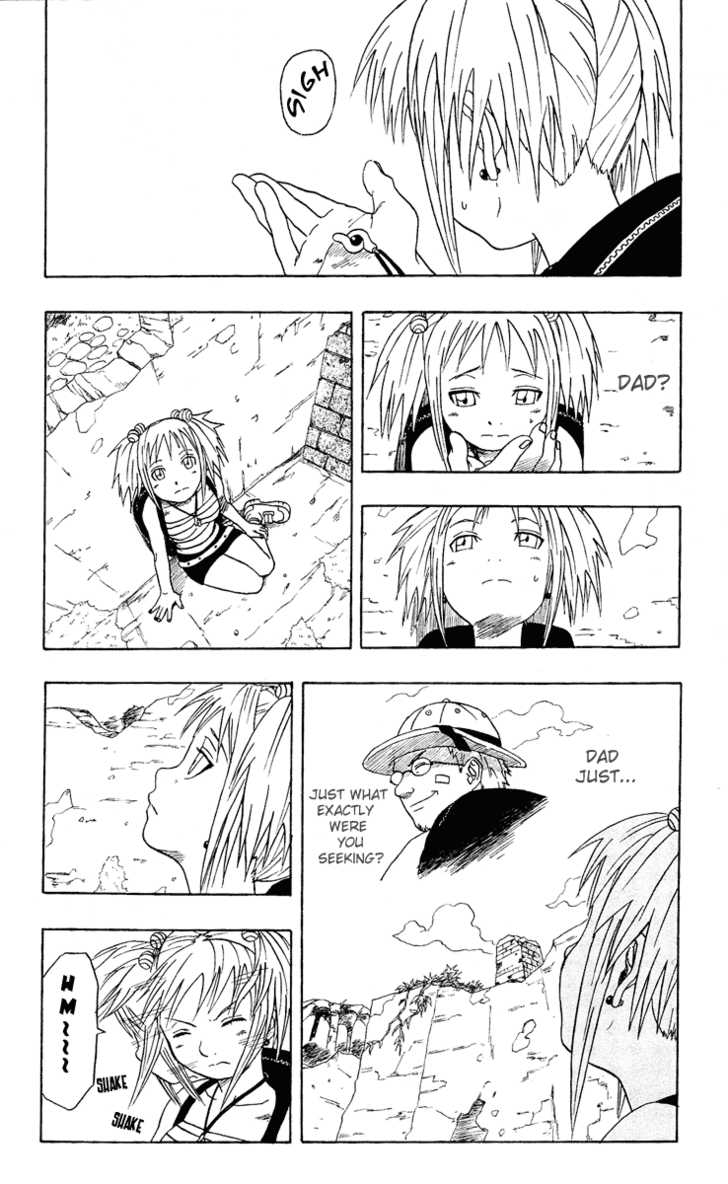 SIGH
DAD?
DAD
JUST...
JUST WHAT
EXACTLY
WERE
YOU
SEEKING?
HM~~~
SHAKE
SHAKE